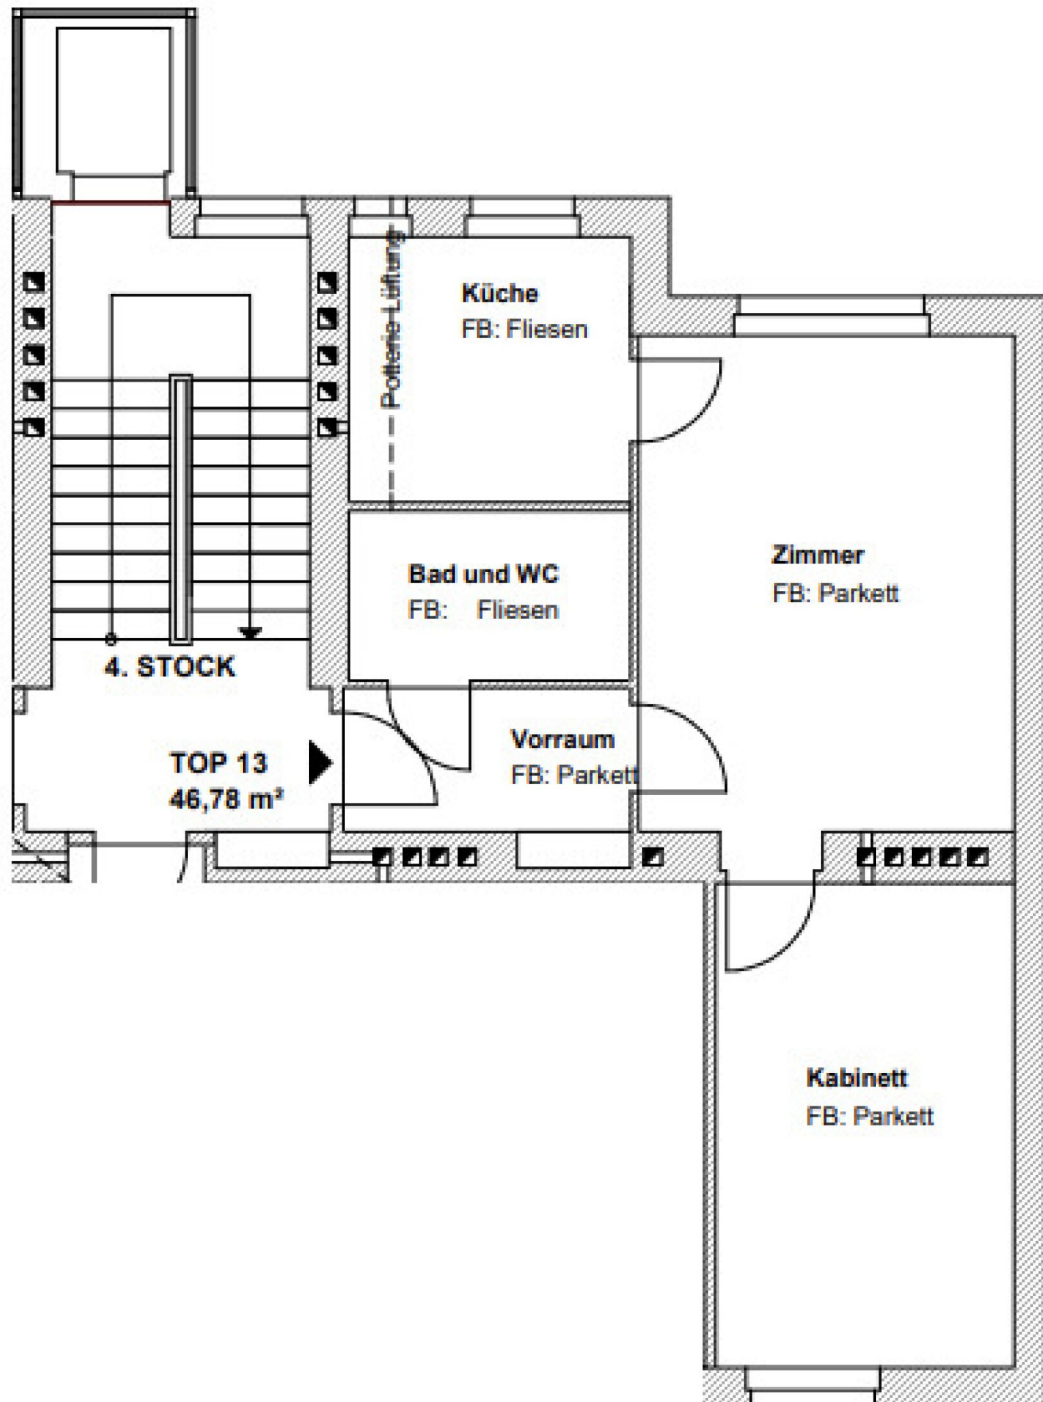 Küche
FB: Fliesen
Potterie-Lüftung
Bad und WC
FB: Fliesen
Zimmer
FB: Parkett
4. STOCK
Vorraum
FB: Parkett
TOP 13
46,78 m²
Kabinett
FB: Parkett